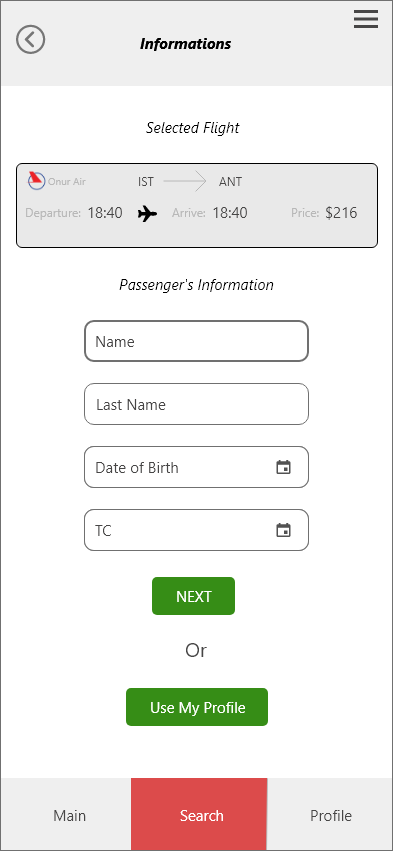 Informations
Selected Flight
Onur Air IST ANT
Departure: 18:40 Arrive: 18:40 Price: $216
Passenger's Information
Name
Last Name
Date of Birth
TC
NEXT
Or
Use My Profile
Main Search Profile